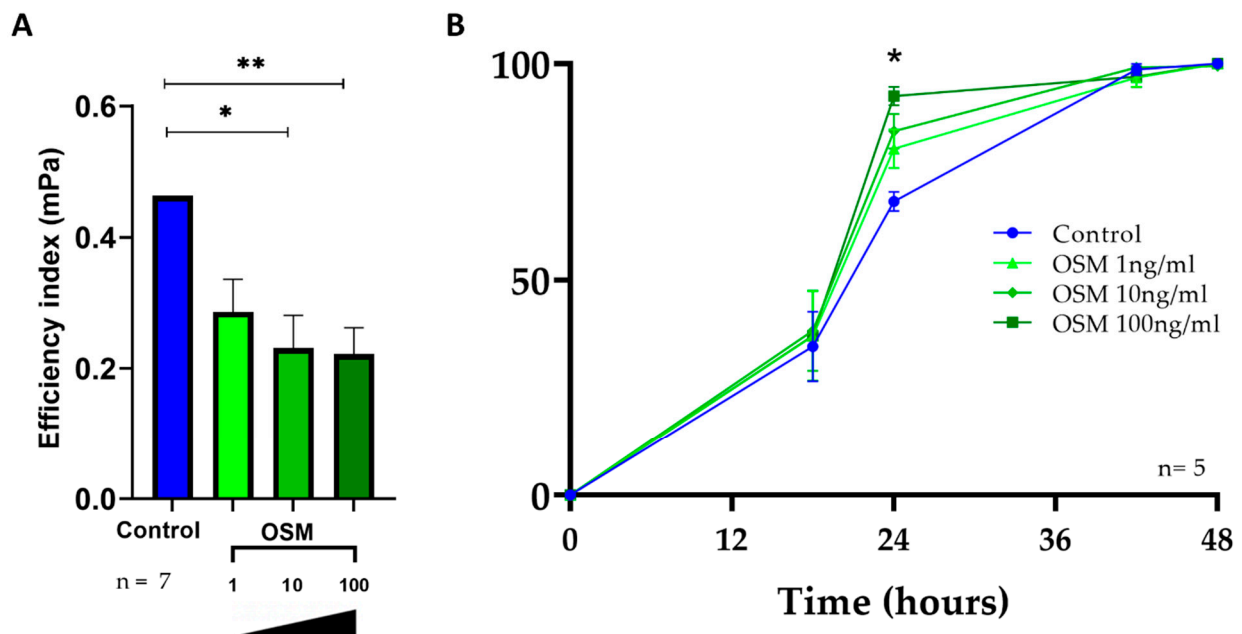 A
**
*
0.6
0.4
0.2
0.0
Efficiency index (mPa)
Control
OSM
n = 7
1 10 100
B
*
100
50
0
Control
OSM 1ng/ml
OSM 10ng/ml
OSM 100ng/ml
n= 5
0 12 24 36 48
Time (hours)